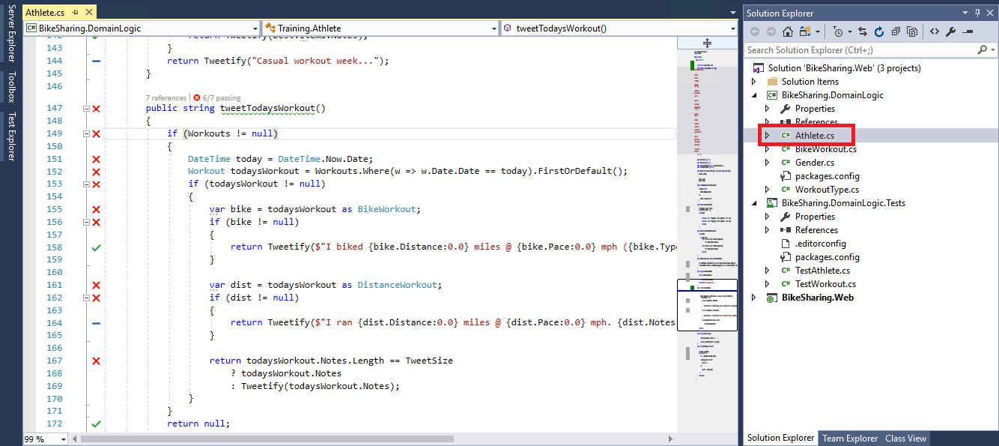 Server Explorer
Toolbox
Test Explorer
Athlete.cs
BikeSharing.DomainLogic
Training.Athlete
tweetTodaysWorkout()
142 return Tweetify(bestTime.Notes);
143 }
144 return Tweetify("Casual workout week...");
145 }
146
7 references | 6/7 passing
147 public string tweetTodaysWorkout()
148 {
149 if (Workouts != null)
150 {
151 DateTime today = DateTime.Now.Date;
152 Workout todaysWorkout = Workouts.Where(w => w.Date.Date == today).FirstOrDefault();
153 if (todaysWorkout != null)
154 {
155 var bike = todaysWorkout as BikeWorkout;
156 if (bike != null)
157 {
158 return Tweetify($"I biked {bike.Distance:0.0} miles @ {bike.Pace:0.0} mph ({bike.Type
159 }
160
161 var dist = todaysWorkout as DistanceWorkout;
162 if (dist != null)
163 {
164 return Tweetify($"I ran {dist.Distance:0.0} miles @ {dist.Pace:0.0} mph. {dist.Notes
165 }
166
167 return todaysWorkout.Notes.Length == TweetSize
168 ? todaysWorkout.Notes
169 : Tweetify(todaysWorkout.Notes);
170 }
171 }
172 return null;
99 %
Solution Explorer
Search Solution Explorer (Ctrl+;)
Solution 'BikeSharing.Web' (3 projects)
Solution Items
C# BikeSharing.DomainLogic
Properties
References
C# Athlete.cs
C# BikeWorkout.cs
C# Gender.cs
packages.config
C# WorkoutType.cs
BikeSharing.DomainLogic.Tests
Properties
References
.editorconfig
packages.config
C# TestAthlete.cs
C# TestWorkout.cs
BikeSharing.Web
Solution Explorer
Team Explorer
Class View